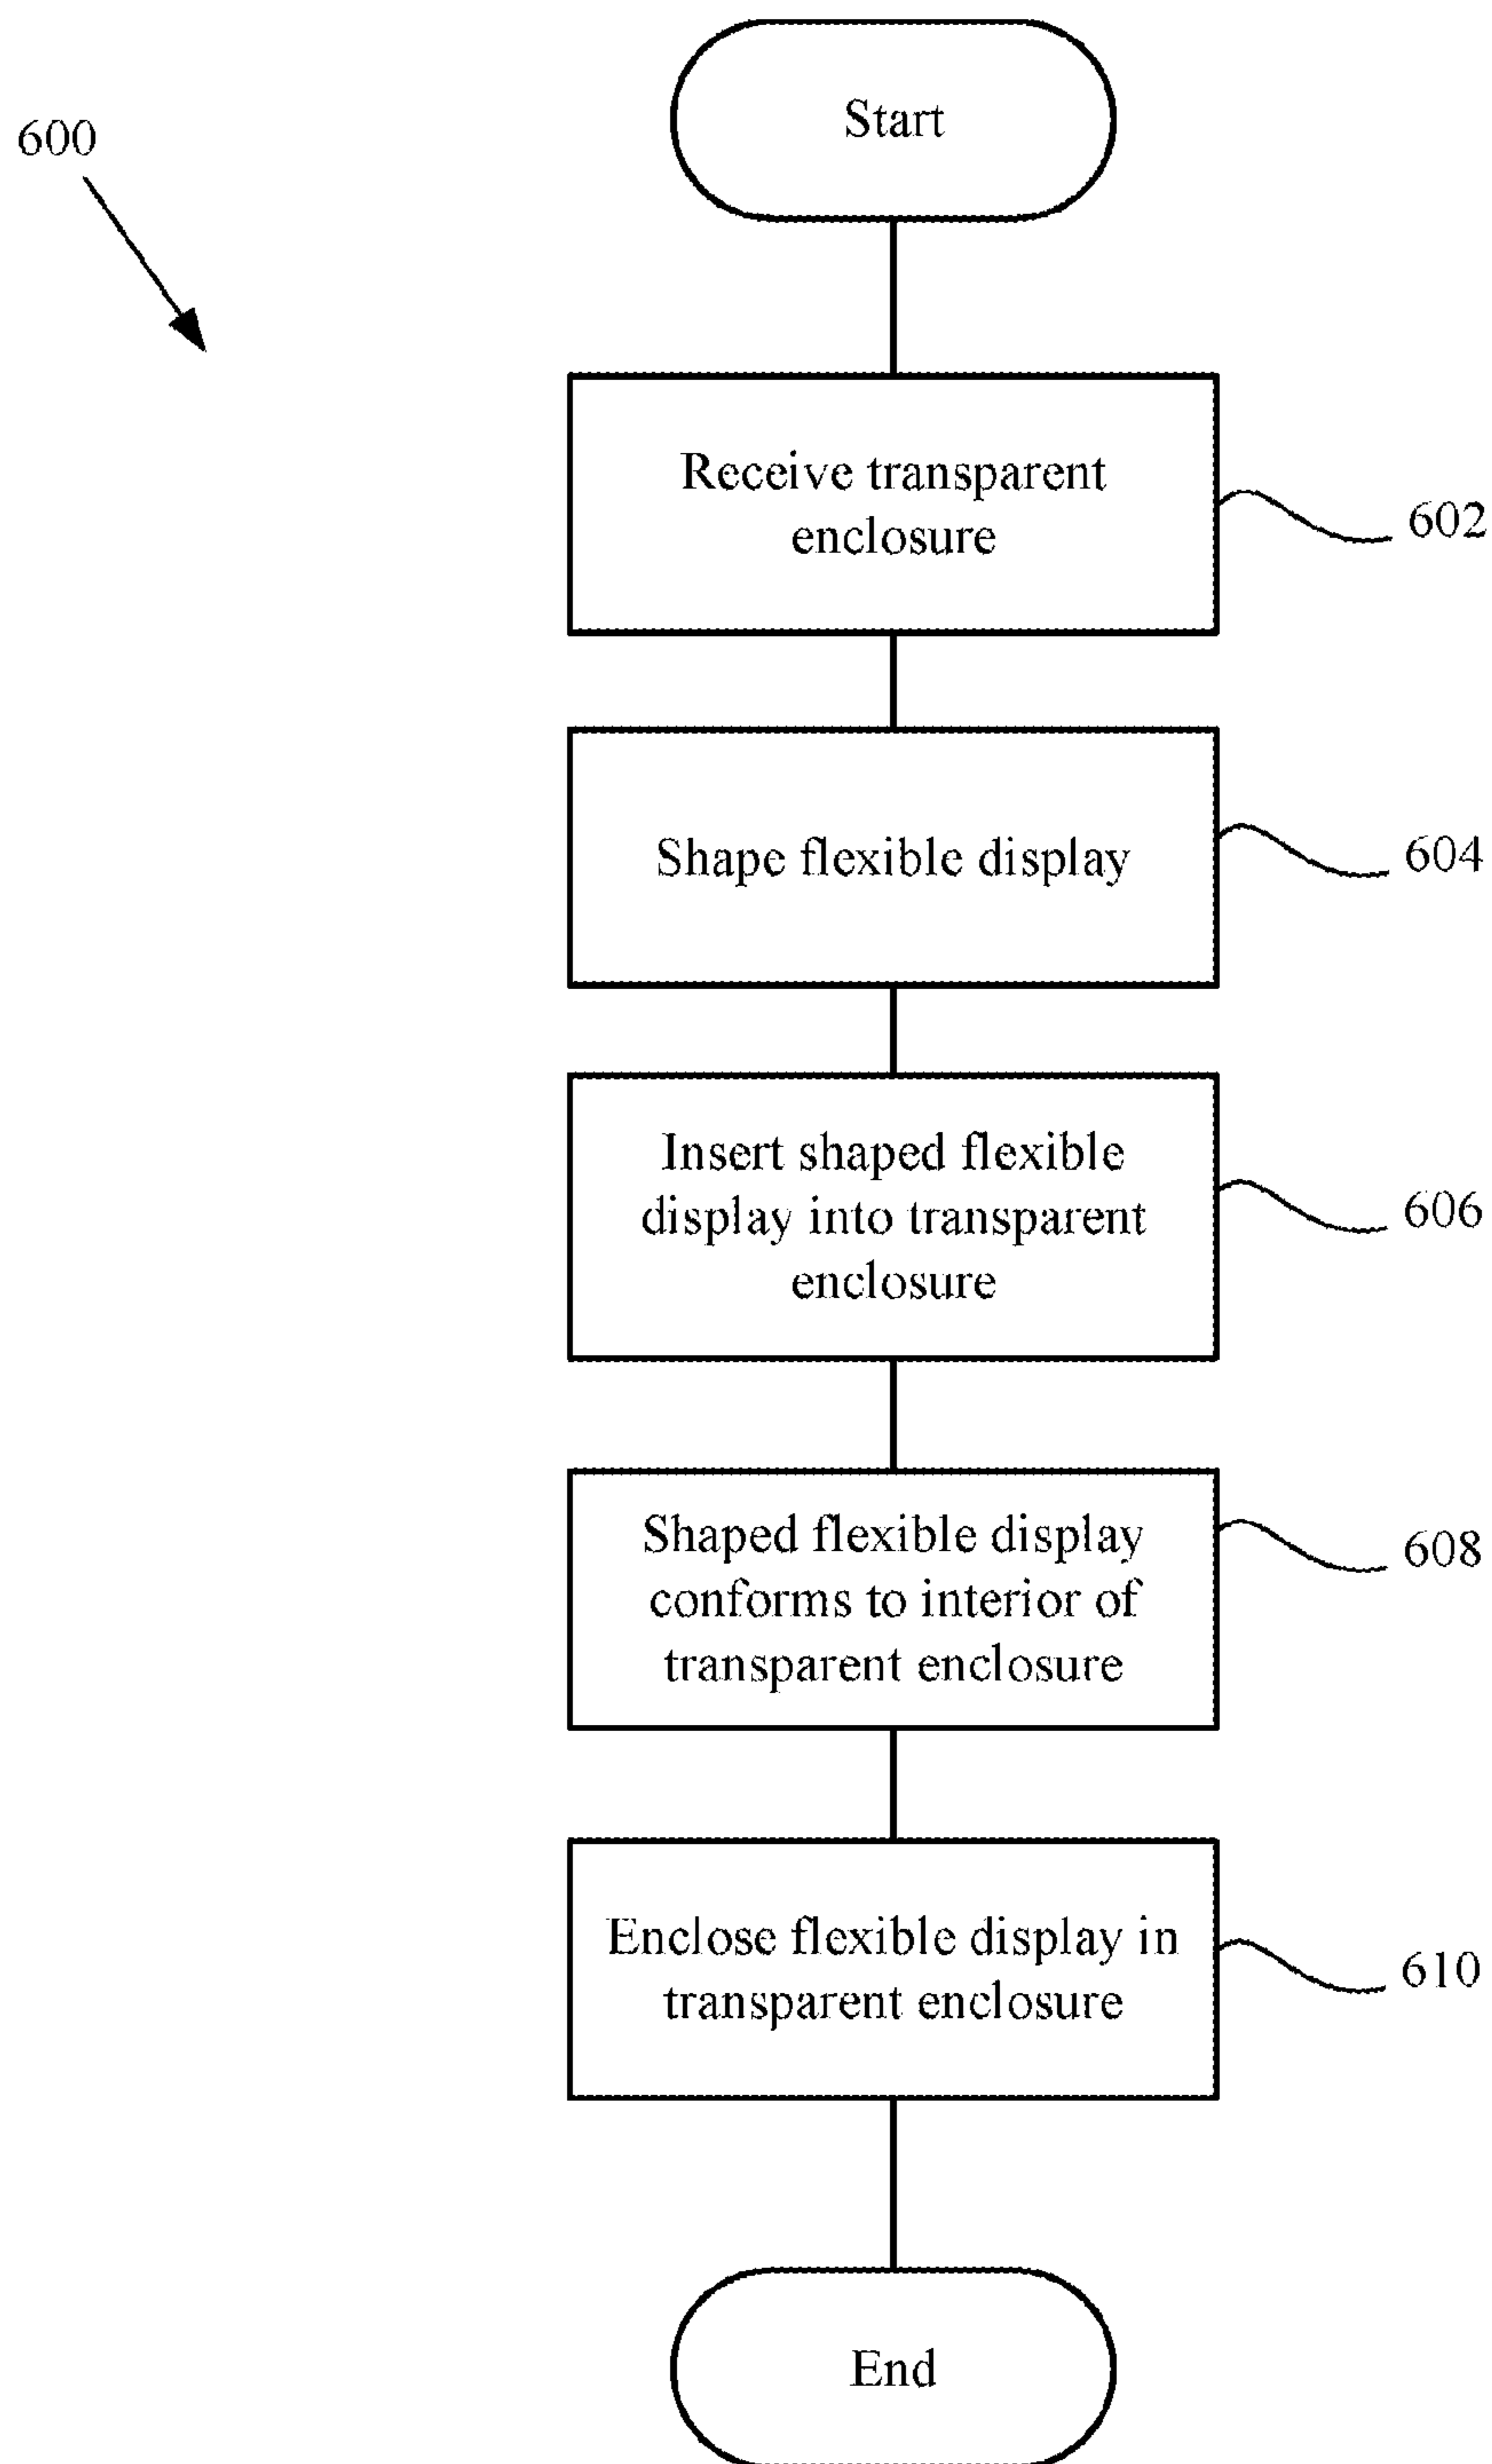 600
Start
Receive transparent
enclosure
602
Shape flexible display
604
Insert shaped flexible
display into transparent
enclosure
606
Shaped flexible display
conforms to interior of
transparent enclosure
608
Enclose flexible display in
transparent enclosure
610
End